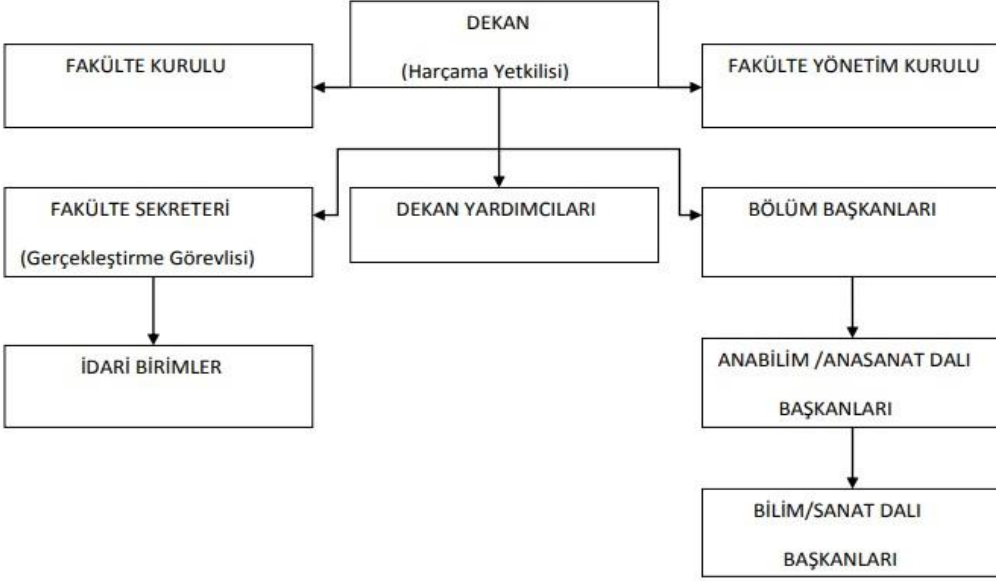 DEKAN
(Harçama Yetkilisi)
FAKÜLTE KURULU
FAKÜLTE YÖNETİM KURULU
FAKÜLTE SEKRETERİ
(Gerçekleştirme Görevlisi)
DEKAN YARDIMCILARI
BÖLÜM BAŞKANLARI
İDARİ BİRİMLER
ANABİLİM /ANASANAT DALI
BAŞKANLARI
BİLİM/SANAT DALI
BAŞKANLARI